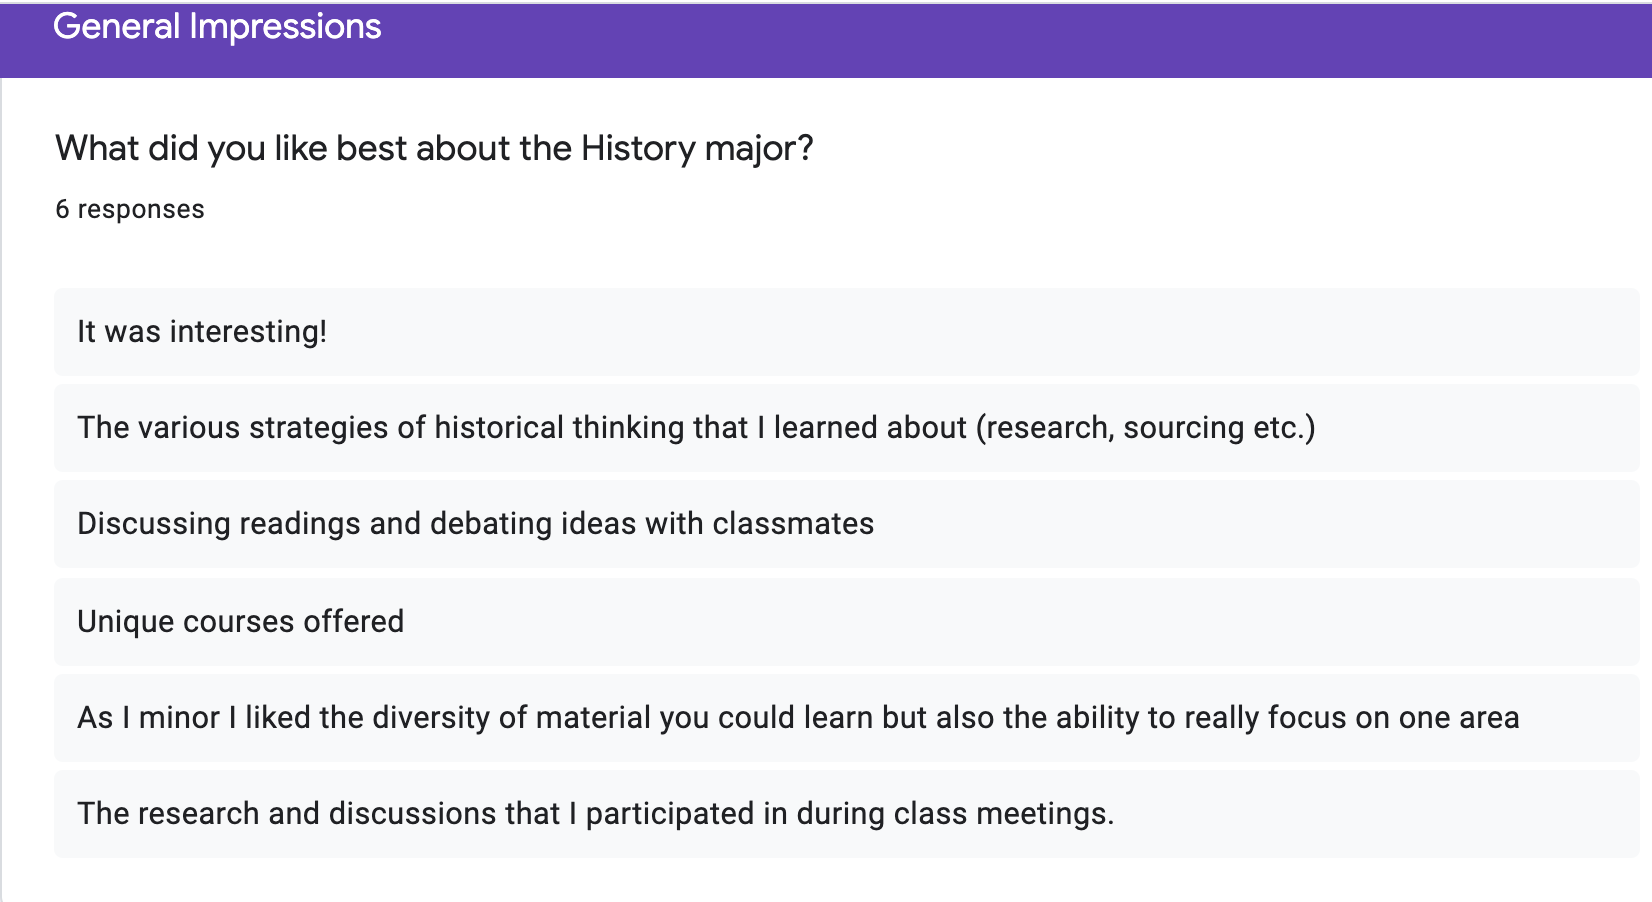 General Impressions
What did you like best about the History major?
6 responses
It was interesting!
The various strategies of historical thinking that I learned about (research, sourcing etc.)
Discussing readings and debating ideas with classmates
Unique courses offered
As I minor I liked the diversity of material you could learn but also the ability to really focus on one area
The research and discussions that I participated in during class meetings.